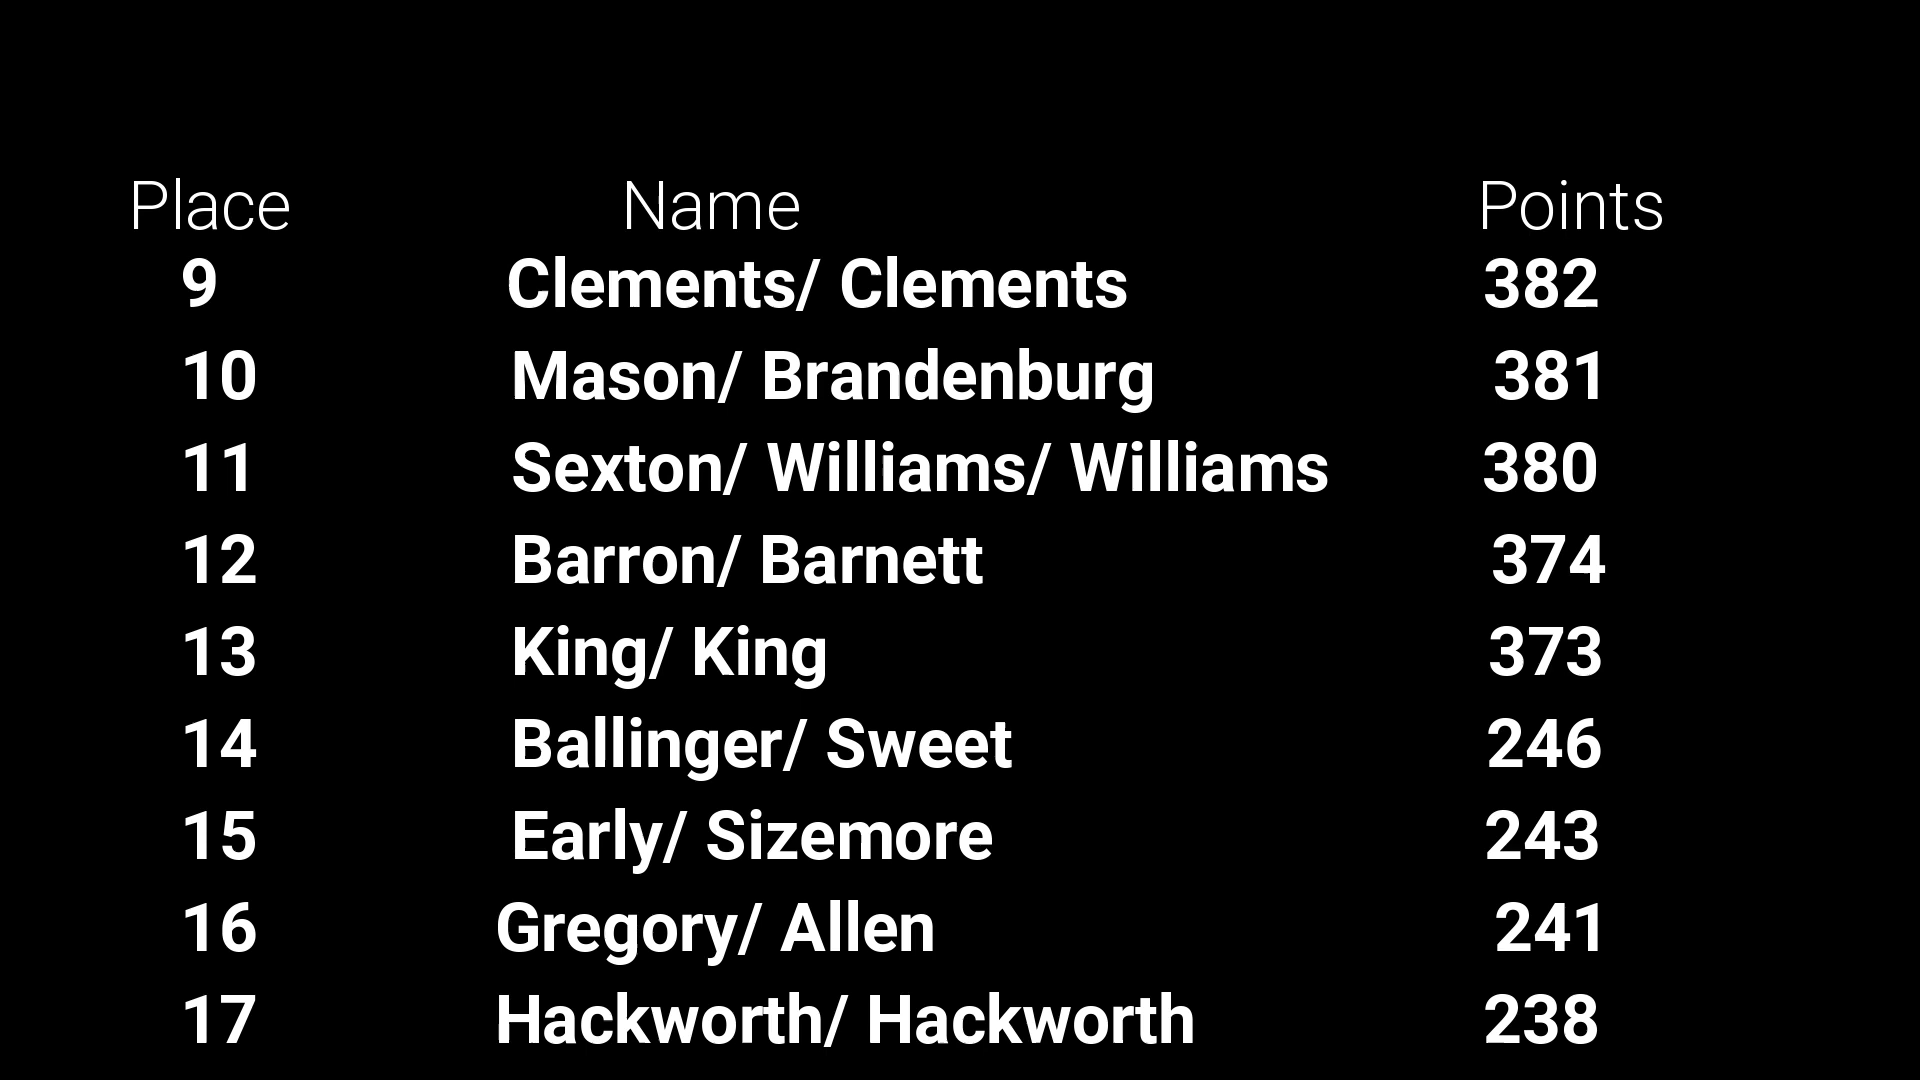 Place Name Points
9 Clements/ Clements 382
10 Mason/ Brandenburg 381
11 Sexton/ Williams/ Williams 380
12 Barron/ Barnett 374
13 King/ King 373
14 Ballinger/ Sweet 246
15 Early/ Sizemore 243
16 Gregory/ Allen 241
17 Hackworth/ Hackworth 238